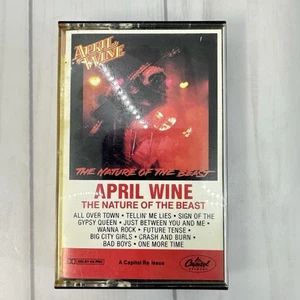 APRIL
WINE
THE NATURE OF THE BEAST
APRIL WINE
THE NATURE OF THE BEAST
ALL OVER TOWN • TELLIN' ME LIES • SIGN OF THE
GYPSY QUEEN • JUST BETWEEN YOU AND ME •
WANNA ROCK • FUTURE TENSE •
BIG CITY GIRLS • CRASH AND BURN •
BAD BOYS • ONE MORE TIME
A Capitol Re-Issue
Capitol